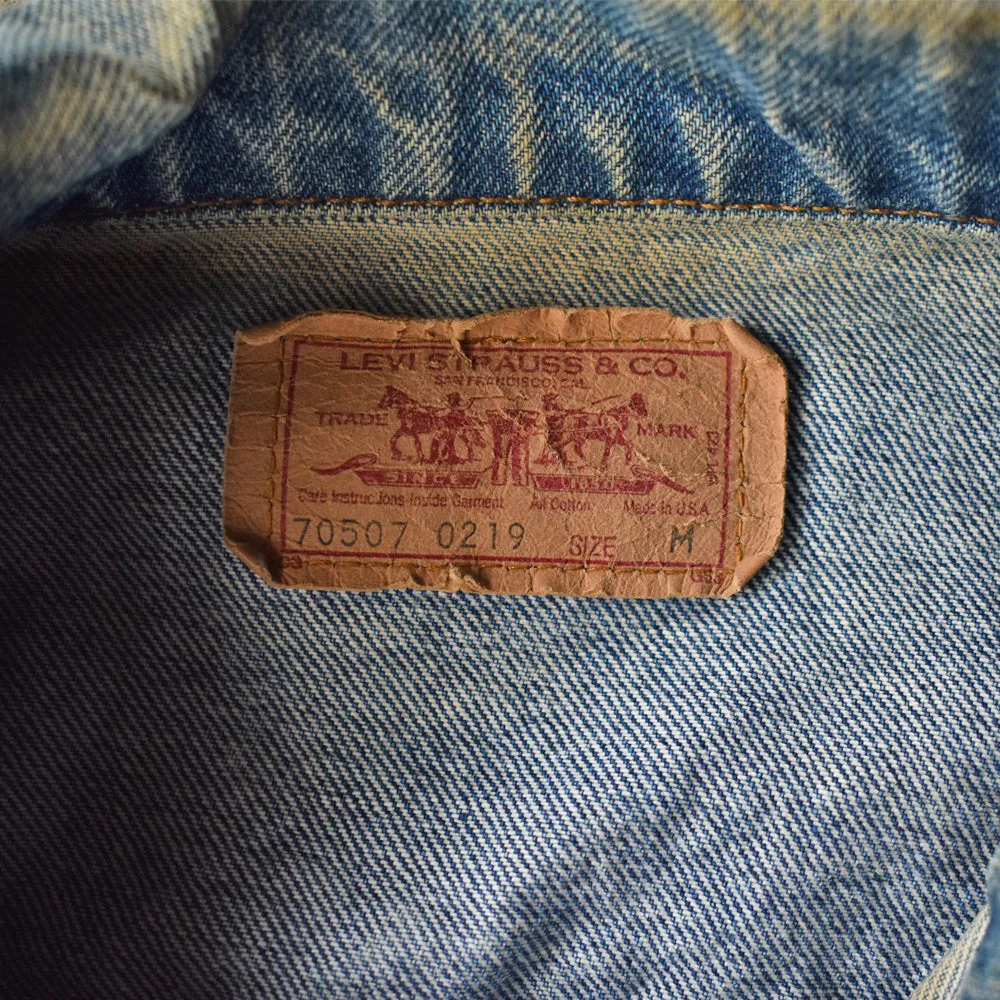 LEVI STRAUSS & CO.
SAN FRANCISCO, CAL.
TRADE MARK
Care Instructions Inside Garment All Cotton Made in U.S.A
70507 0219 SIZE M